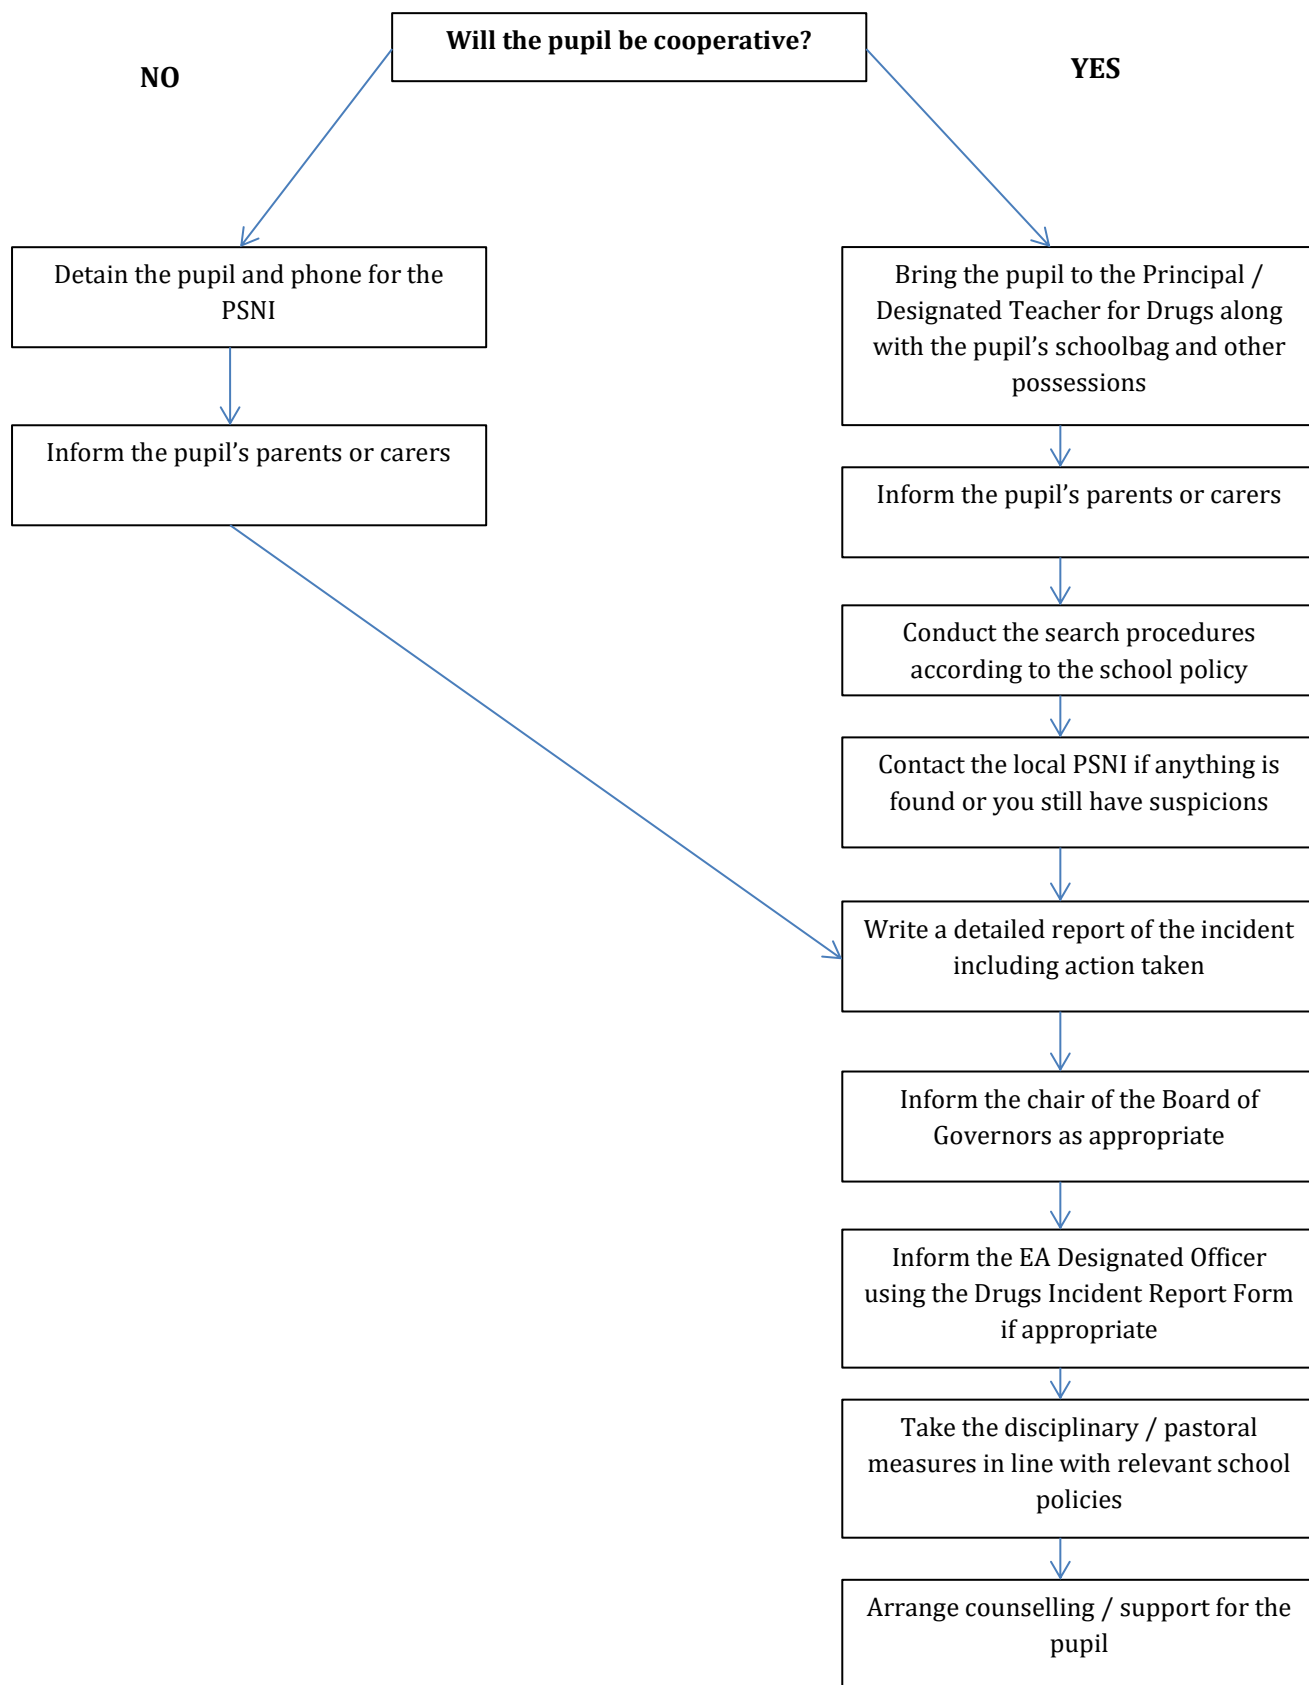 Will the pupil be cooperative?
NO
YES
Detain the pupil and phone for the
PSNI
Inform the pupil’s parents or carers
Bring the pupil to the Principal /
Designated Teacher for Drugs along
with the pupil’s schoolbag and other
possessions
Inform the pupil’s parents or carers
Conduct the search procedures
according to the school policy
Contact the local PSNI if anything is
found or you still have suspicions
Write a detailed report of the incident
including action taken
Inform the chair of the Board of
Governors as appropriate
Inform the EA Designated Officer
using the Drugs Incident Report Form
if appropriate
Take the disciplinary / pastoral
measures in line with relevant school
policies
Arrange counselling / support for the
pupil